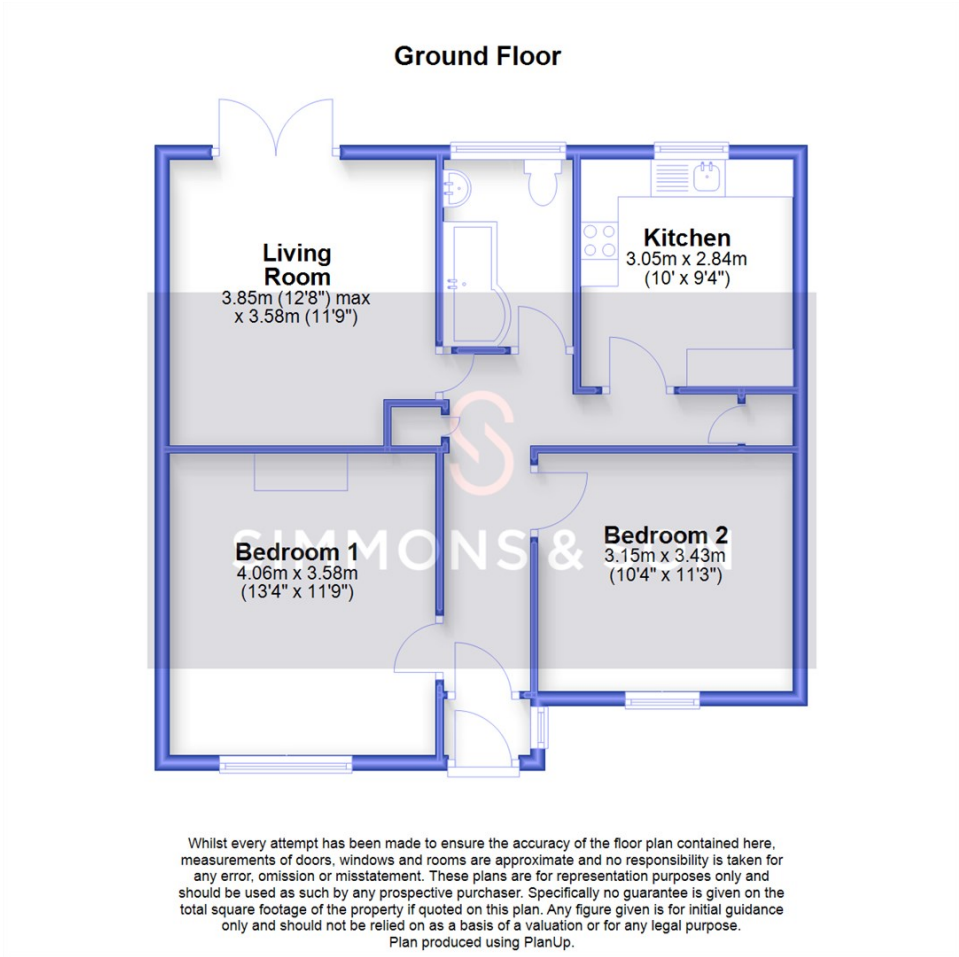 Ground Floor
Living
Room
3.85m (12'8") max
x 3.58m (11'9")
Kitchen
3.05m x 2.84m
(10' x 9'4")
SIMMONS & SON
Bedroom 1
4.06m x 3.58m
(13'4" x 11'9")
Bedroom 2
3.15m x 3.43m
(10'4" x 11'3")
Whilst every attempt has been made to ensure the accuracy of the floor plan contained here,
measurements of doors, windows and rooms are approximate and no responsibility is taken for
any error, omission or misstatement. These plans are for representation purposes only and
should be used as such by any prospective purchaser. Specifically no guarantee is given on the
total square footage of the property if quoted on this plan. Any figure given is for initial guidance
only and should not be relied on as a basis of a valuation or for any legal purpose.
Plan produced using PlanUp.